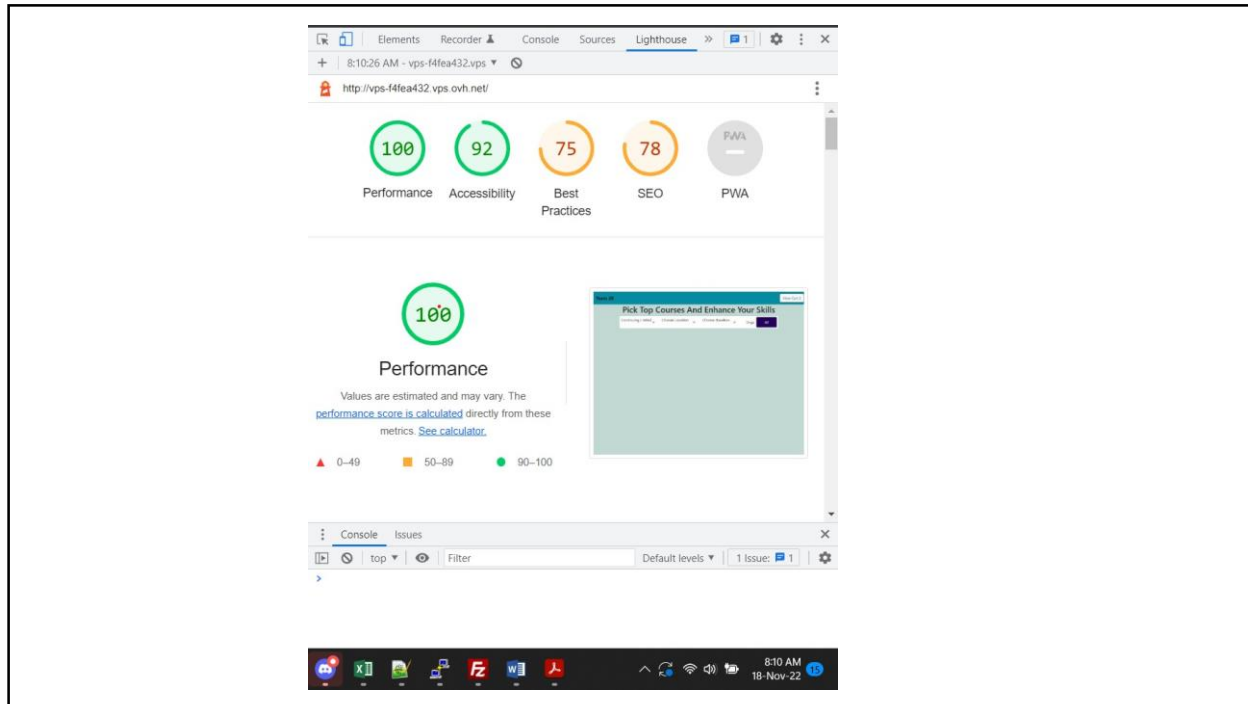 Elements Recorder Console Sources Lighthouse » 1
+ 8:10:26 AM - vps-f4fea432.vps
http://vps-f4fea432.vps.ovh.net/
100 92 75 78 PWA
Performance Accessibility Best Practices SEO PWA
100
Performance
Values are estimated and may vary. The
performance score is calculated directly from these
metrics. See calculator.
0–49 50–89 90–100
Pick Top Courses And Enhance Your Skills
Console Issues
top Filter Default levels 1 Issue: 1
>
8:10 AM
18-Nov-22
15